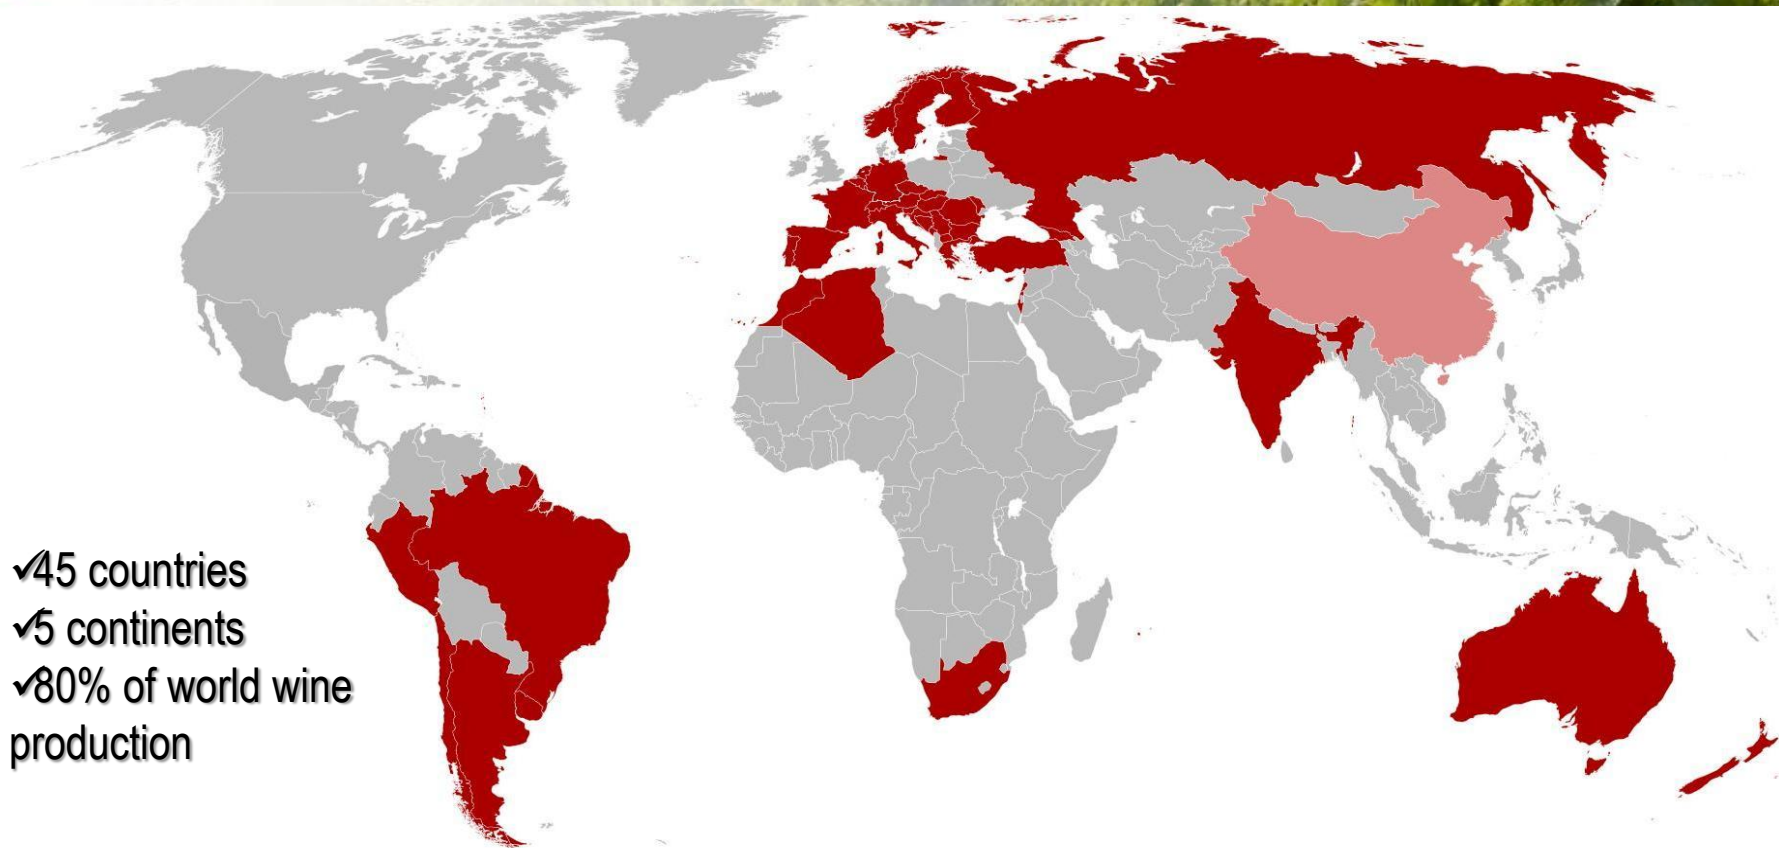 ✓45 countries
✓5 continents
✓80% of world wine
production